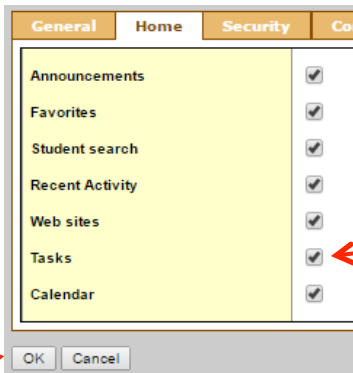 General Home Security
Announcements
Favorites
Student search
Recent Activity
Web sites
Tasks
Calendar
OK Cancel